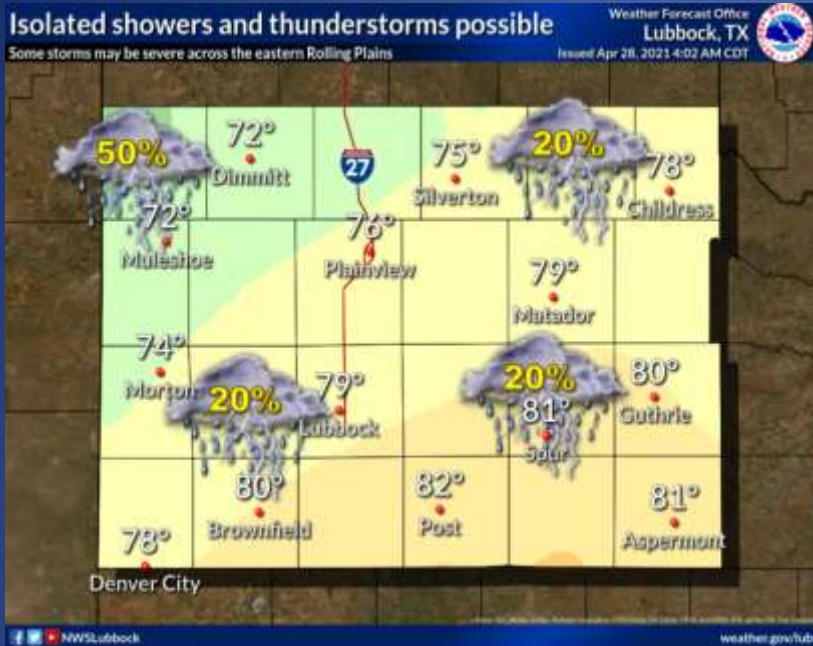 Isolated showers and thunderstorms possible
Some storms may be severe across the eastern Rolling Plains
Weather Forecast Office
Lubbock, TX
Issued Apr 28, 2021 4:02 AM CDT
50%
72°
Dimmitt
27
75°
Silverton
20%
78°
Childress
72°
Muleshoe
76°
Plainview
79°
Matador
74°
Morton
20%
79°
Lubbock
20%
81°
Spur
80°
Guthrie
80°
Brownfield
82°
Post
81°
Aspermont
78°
Denver City
NWSLubbock
weather.gov/lub